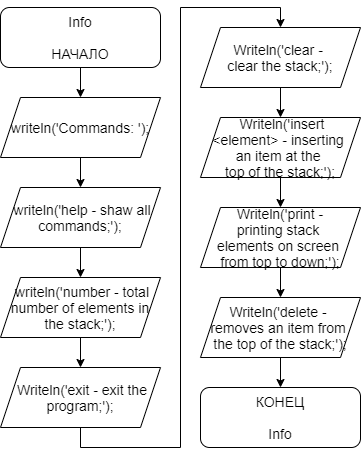 Info
НАЧАЛО
writeln('Commands: ');
writeln('help - shaw all
commands;');
writeln('number - total
number of elements in
the stack;');
Writeln('exit - exit the
program;');
Writeln('clear -
clear the stack;');
Writeln('insert
<element> - inserting
an item at the
top of the stack;');
Writeln('print -
printing stack
elements on screen
from top to down;');
Writeln('delete -
removes an item from
the top of the stack;');
КОНЕЦ
Info